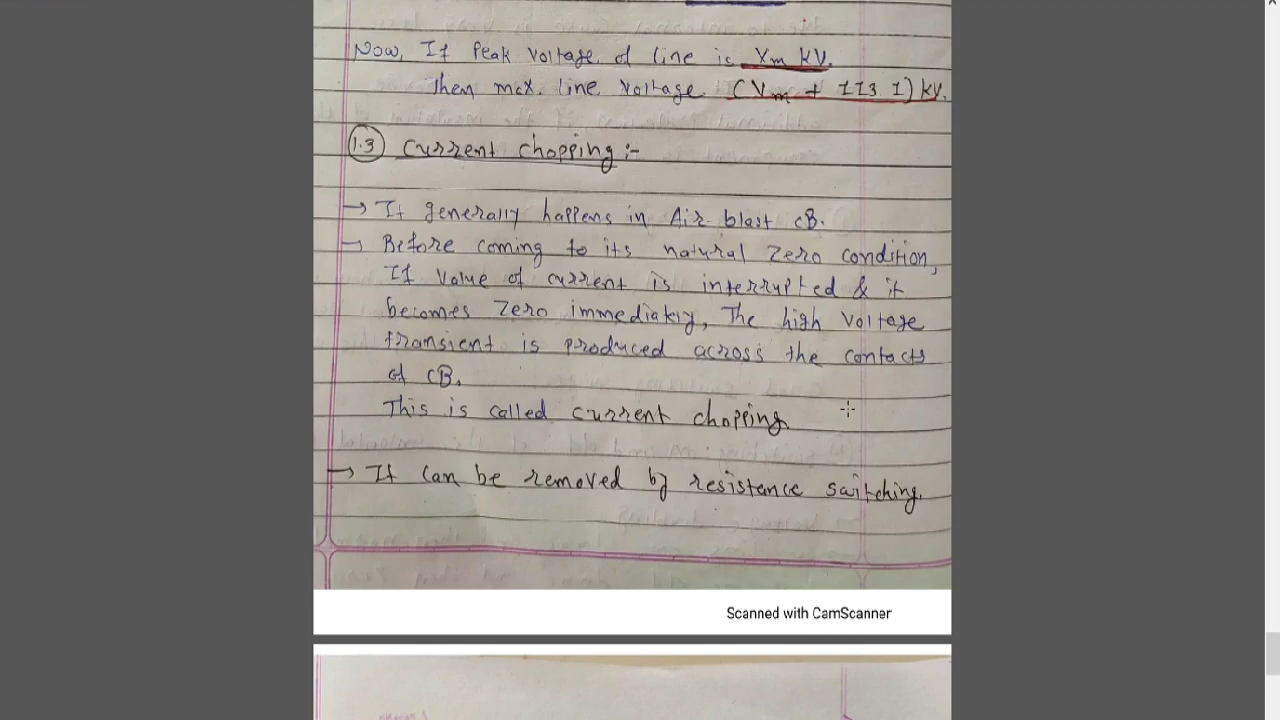 Now, If Peak Voltage of line is Vm KV.
Then max. line voltage (Vm + 113 I) KV.
1.3 Current chopping :-
→ It generally happens in Air blast CB.
→ Before coming to its natural zero condition,
If value of current is interrupted & it
becomes zero immediately, The high voltage
transient is produced across the contacts
of CB.
This is called current chopping.
→ It can be removed by resistance switching.
Scanned with CamScanner